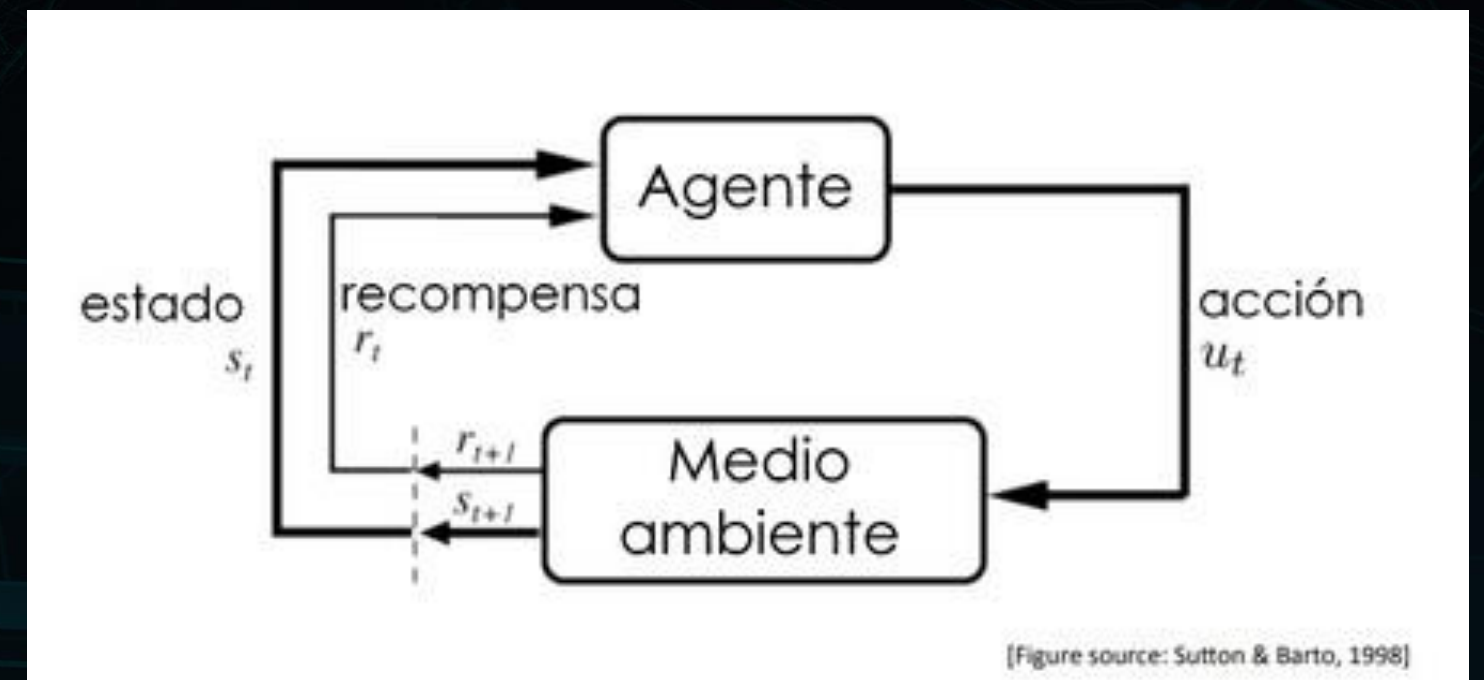 Agente
estado
s_t
recompensa
r_t
acción
u_t
r_{t+1}
s_{t+1}
Medio
ambiente
[Figure source: Sutton & Barto, 1998]